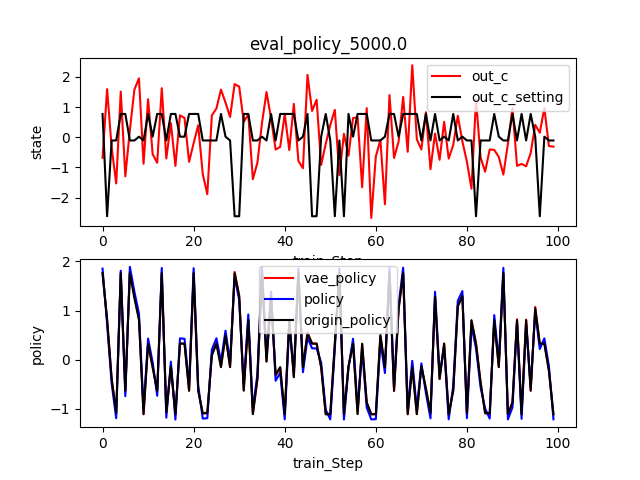 eval_policy_5000.0
state
2
1
0
−1
−2
out_c
out_c_setting
0
20
40
60
80
100
train_Step
policy
2
1
0
−1
vae_policy
policy
origin_policy
0
20
40
60
80
100
train_Step